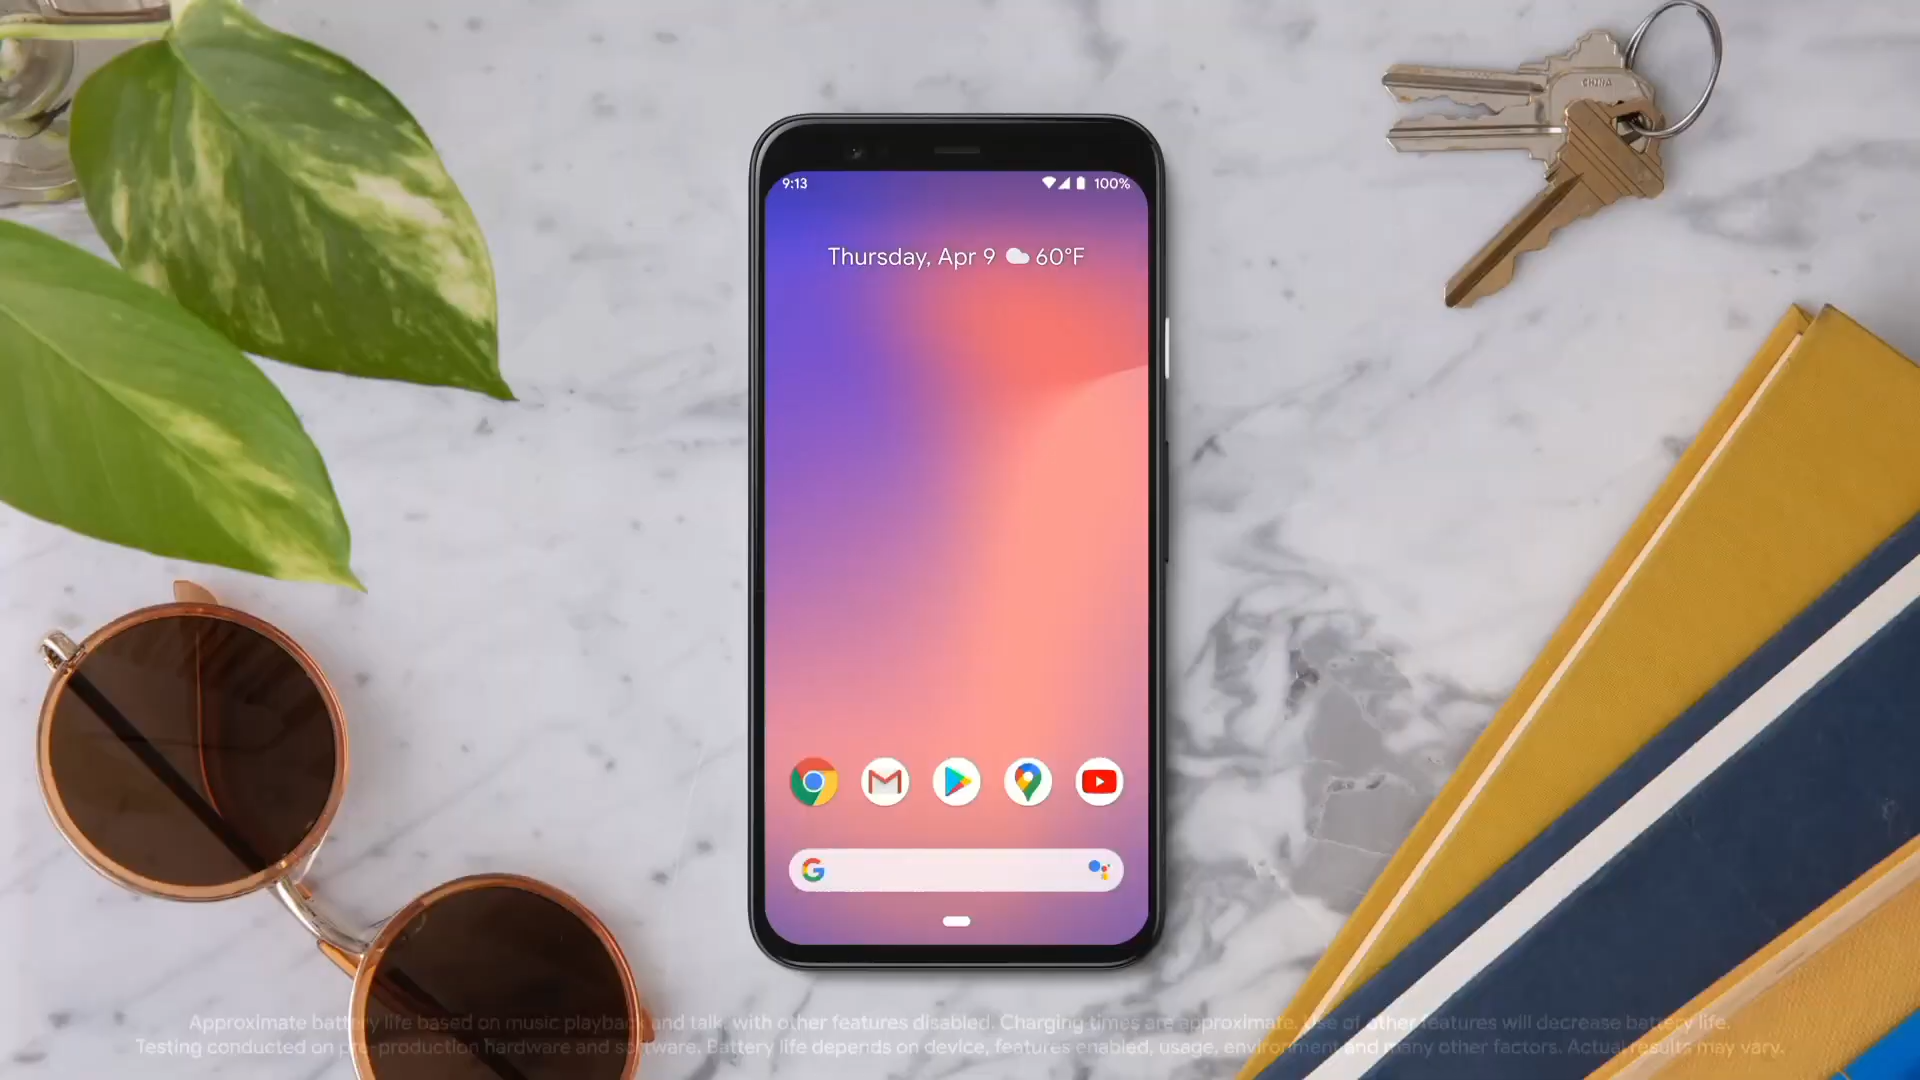 CHINA
9:13 100%
Thursday, Apr 9 60°F
G
Approximate battery life based on music playback and talk, with other features disabled. Charging times are approximate. Use of other features will decrease battery life.
Testing conducted on pre-production hardware and software. Battery life depends on device, features enabled, usage, environment and many other factors. Actual results may vary.